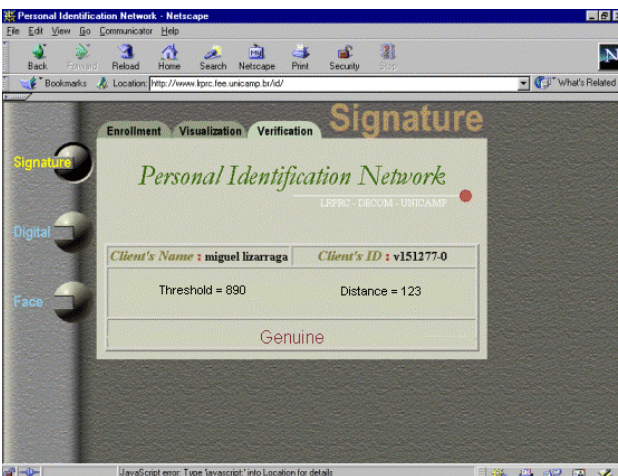 Personal Identification Network - Netscape
File Edit View Go Communicator Help
Back Forward Reload Home Search Netscape Print Security Stop
Bookmarks Location: http://www.lrprc.fee.unicamp.br/id/ What's Related
Signature
Enrollment Visualization Verification
Signature
Personal Identification Network
LRPRC - DECOM - UNICAMP
Digital
Client's Name : miguel lizarraga Client's ID : v151277-0
Threshold = 890 Distance = 123
Face
Genuine
JavaScript error: Type 'javascript:' into Location for details